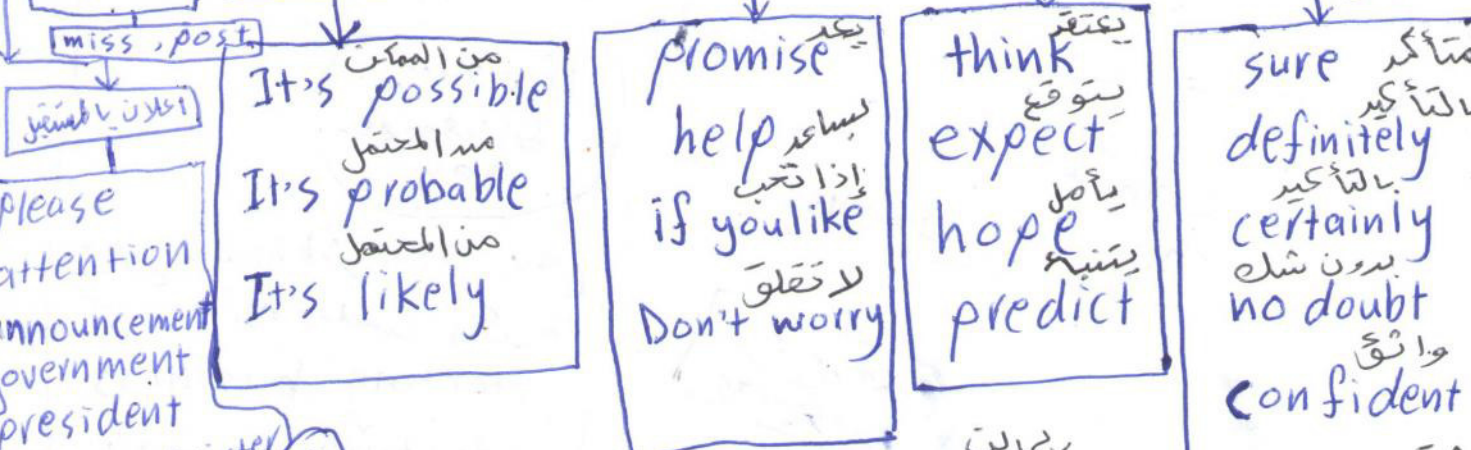 miss, post
إعلان بالمستقبل
please
attention
announcement
government
president
من الممكن
It's possible
من المحتمل
It's probable
من المحتمل
It's likely
يعد
promise
يساعد
help
إذا تحب
if you like
لا تقلق
Don't worry
يعتقد
think
يتوقع
expect
يأمل
hope
يتنبأ
predict
متأكد
sure
بالتأكيد
definitely
بالتأكيد
certainly
بدون شك
no doubt
واثق
confident